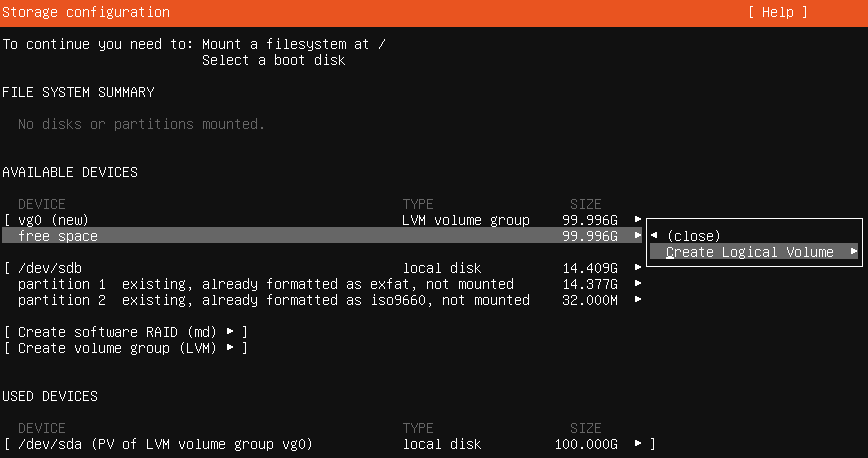 Storage configuration [ Help ]
To continue you need to: Mount a filesystem at /
Select a boot disk
FILE SYSTEM SUMMARY
No disks or partitions mounted.
AVAILABLE DEVICES
DEVICE TYPE SIZE
[ vg0 (new) LVM volume group 99.996G ▸
free space 99.996G ▸
◂ (close)
Create Logical Volume ▸
[ /dev/sdb local disk 14.409G ▸
partition 1 existing, already formatted as exfat, not mounted 14.377G ▸
partition 2 existing, already formatted as iso9660, not mounted 32.000M ▸
[ Create software RAID (md) ▸ ]
[ Create volume group (LVM) ▸ ]
USED DEVICES
DEVICE TYPE SIZE
[ /dev/sda (PV of LVM volume group vg0) local disk 100.000G ▸ ]